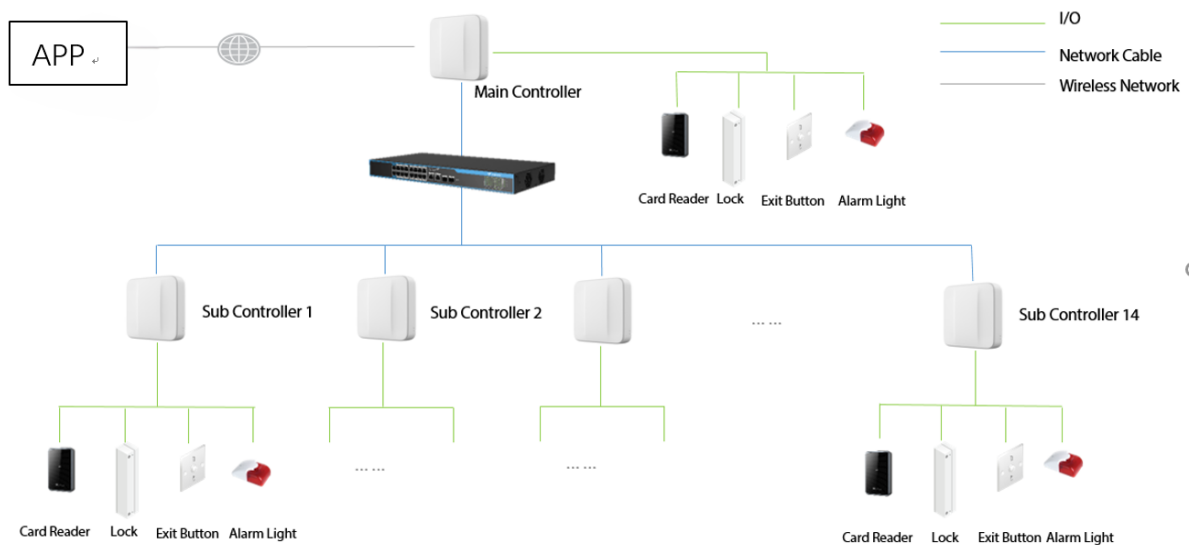 I/O
APP
Network Cable
Wireless Network
Main Controller
Card Reader Lock Exit Button Alarm Light
Sub Controller 1
Sub Controller 2
... ...
Sub Controller 14
... ...
... ...
Card Reader Lock Exit Button Alarm Light
Card Reader Lock Exit Button Alarm Light